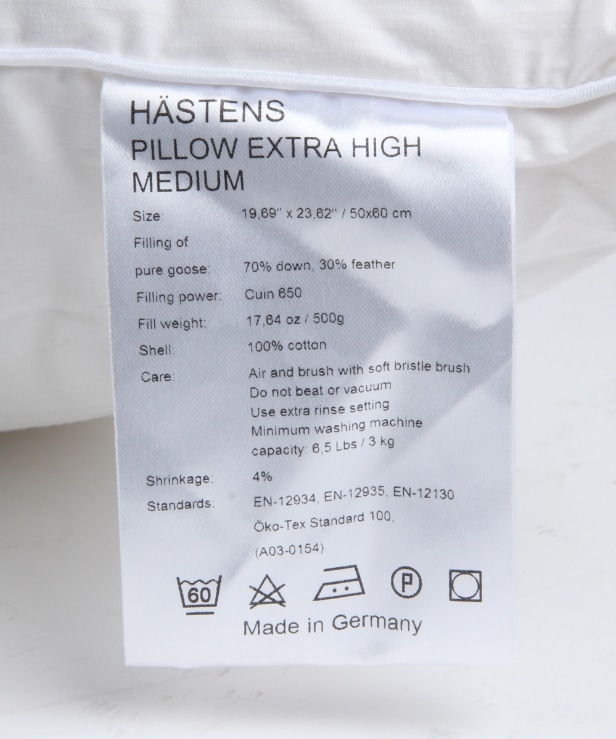 HÄSTENS
PILLOW EXTRA HIGH
MEDIUM
Size: 19,69" x 23,62" / 50x60 cm
Filling of
pure goose: 70% down, 30% feather
Filling power: Cuin 650
Fill weight: 17,64 oz / 500g
Shell: 100% cotton
Care: Air and brush with soft bristle brush
Do not beat or vacuum
Use extra rinse setting
Minimum washing machine
capacity: 6,5 Lbs / 3 kg
Shrinkage: 4%
Standards: EN-12934, EN-12935, EN-12130
Öko-Tex Standard 100,
(A03-0154)
60 P
Made in Germany